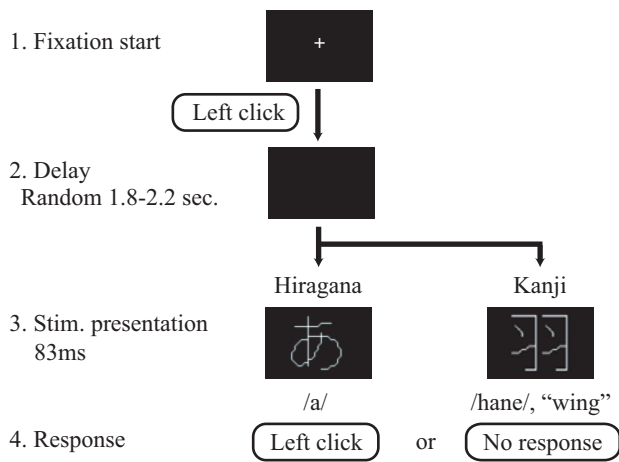 1. Fixation start
+
Left click
2. Delay
Random 1.8-2.2 sec.
Hiragana
Kanji
3. Stim. presentation
83ms
あ
羽
/a/
/hane/, “wing”
4. Response
Left click
or
No response